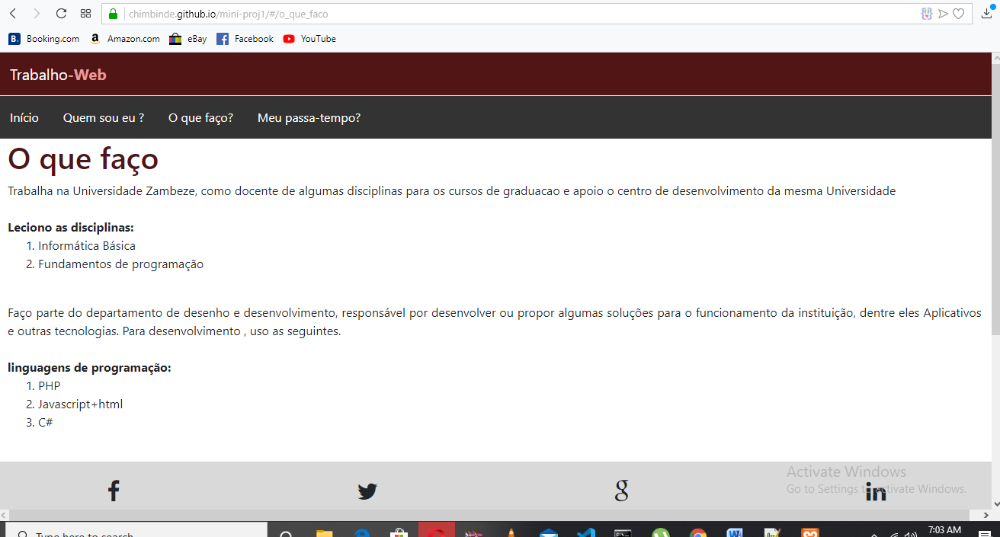 chimbinde.github.io/mini-proj1/#/o_que_faco
B. Booking.com a Amazon.com eBay Facebook YouTube
Trabalho-Web
Início Quem sou eu ? O que faço? Meu passa-tempo?
O que faço
Trabalha na Universidade Zambeze, como docente de algumas disciplinas para os cursos de graduacao e apoio o centro de desenvolvimento da mesma Universidade
Leciono as disciplinas:
1. Informática Básica
2. Fundamentos de programação
Faço parte do departamento de desenho e desenvolvimento, responsável por desenvolver ou propor algumas soluções para o funcionamento da instituição, dentre eles Aplicativos
e outras tecnologias. Para desenvolvimento , uso as seguintes.
linguagens de programação:
1. PHP
2. Javascript+html
3. C#
Activate Windows
Go to Settings to activate Windows.
Type here to search
7:03 AM